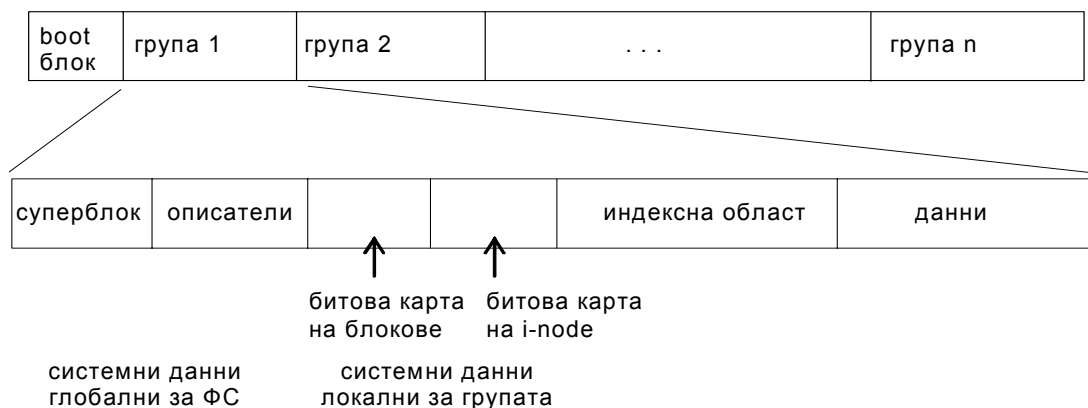 boot
блок
група 1
група 2
. . .
група n
суперблок
описатели
индексна област
данни
битова карта
на блокове
битова карта
на i-node
системни данни
глобални за ФС
системни данни
локални за групата